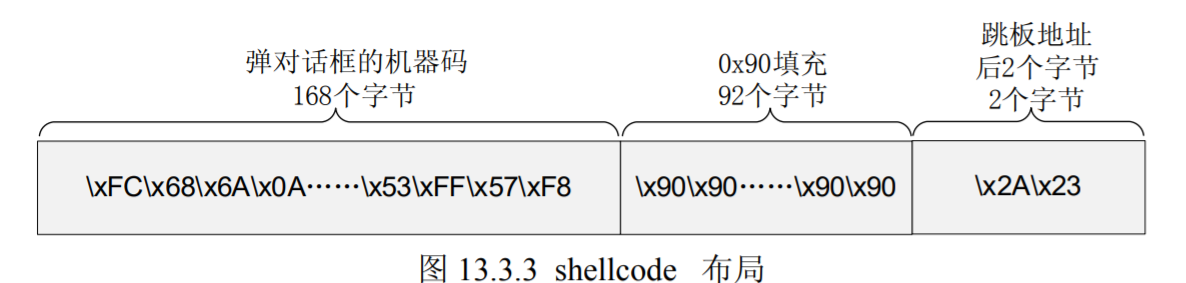 弹对话框的机器码
168个字节
0x90填充
92个字节
跳板地址
后2个字节
2个字节
\xFC\x68\x6A\x0A……\x53\xFF\x57\xF8
\x90\x90……\x90\x90
\x2A\x23
图 13.3.3 shellcode 布局